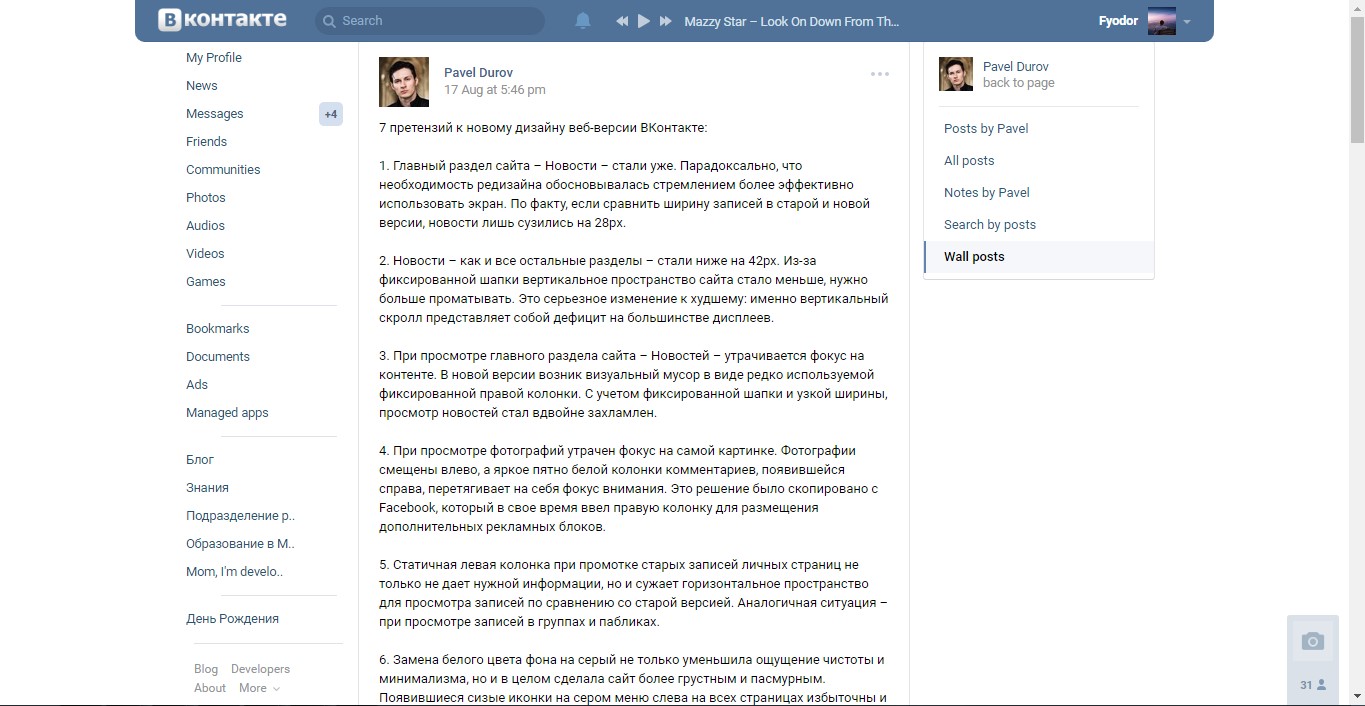 ВКОНТАКТЕ
Search
Mazzy Star – Look On Down From Th...
Fyodor
My Profile
News
Messages
+4
Friends
Communities
Photos
Audios
Videos
Games
Bookmarks
Documents
Ads
Managed apps
Блог
Знания
Подразделение р..
Образование в М..
Mom, I'm develo..
День Рождения
Blog Developers
About More
Pavel Durov
17 Aug at 5:46 pm
7 претензий к новому дизайну веб-версии ВКонтакте:
1. Главный раздел сайта – Новости – стали уже. Парадоксально, что
необходимость редизайна обосновывалась стремлением более эффективно
использовать экран. По факту, если сравнить ширину записей в старой и новой
версии, новости лишь сузились на 28px.
2. Новости – как и все остальные разделы – стали ниже на 42px. Из-за
фиксированной шапки вертикальное пространство сайта стало меньше, нужно
больше проматывать. Это серьезное изменение к худшему: именно вертикальный
скролл представляет собой дефицит на большинстве дисплеев.
3. При просмотре главного раздела сайта – Новостей – утрачивается фокус на
контенте. В новой версии возник визуальный мусор в виде редко используемой
фиксированной правой колонки. С учетом фиксированной шапки и узкой ширины,
просмотр новостей стал вдвойне захламлен.
4. При просмотре фотографий утрачен фокус на самой картинке. Фотографии
смещены влево, а яркое пятно белой колонки комментариев, появившейся
справа, перетягивает на себя фокус внимания. Это решение было скопировано с
Facebook, который в свое время ввел правую колонку для размещения
дополнительных рекламных блоков.
5. Статичная левая колонка при промотке старых записей личных страниц не
только не дает нужной информации, но и сужает горизонтальное пространство
для просмотра записей по сравнению со старой версией. Аналогичная ситуация –
при просмотре записей в группах и пабликах.
6. Замена белого цвета фона на серый не только уменьшила ощущение чистоты и
минимализма, но и в целом сделала сайт более грустным и пасмурным.
Появившиеся сизые иконки на сером меню слева на всех страницах избыточны и
Pavel Durov
back to page
Posts by Pavel
All posts
Notes by Pavel
Search by posts
Wall posts
31